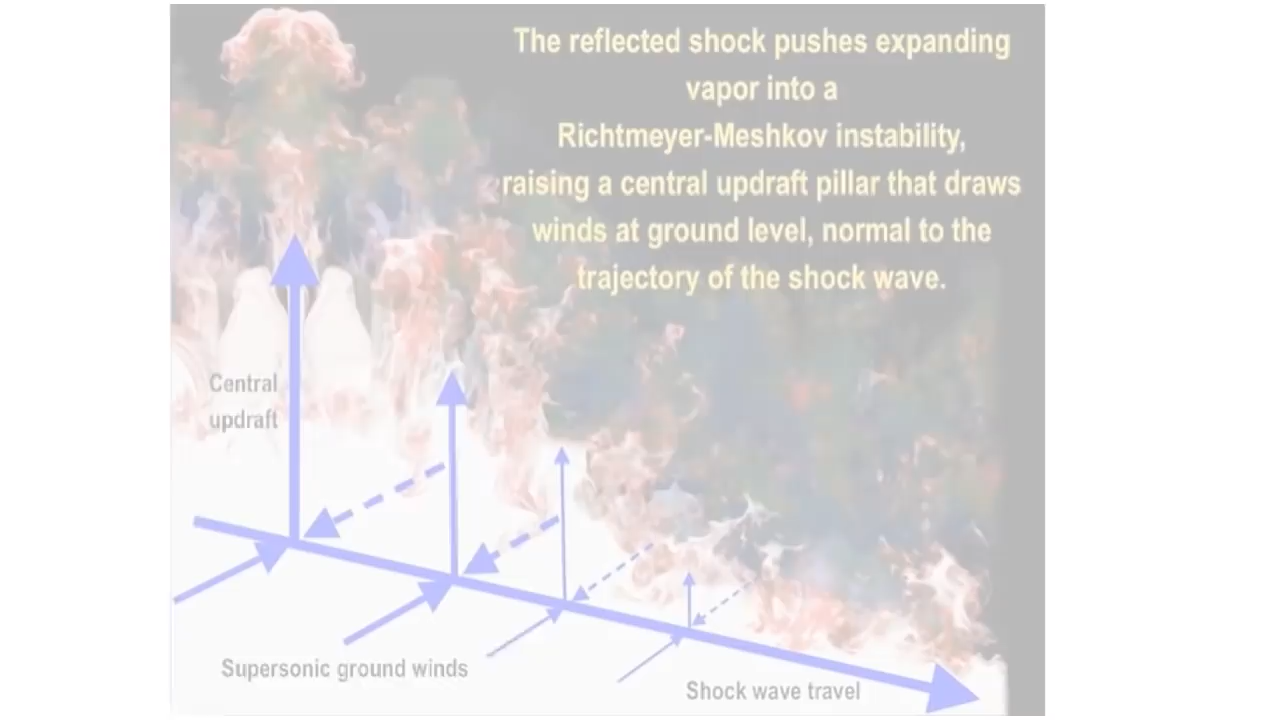 The reflected shock pushes expanding
vapor into a
Richtmeyer-Meshkov instability,
raising a central updraft pillar that draws
winds at ground level, normal to the
trajectory of the shock wave.
Central
updraft
Supersonic ground winds
Shock wave travel